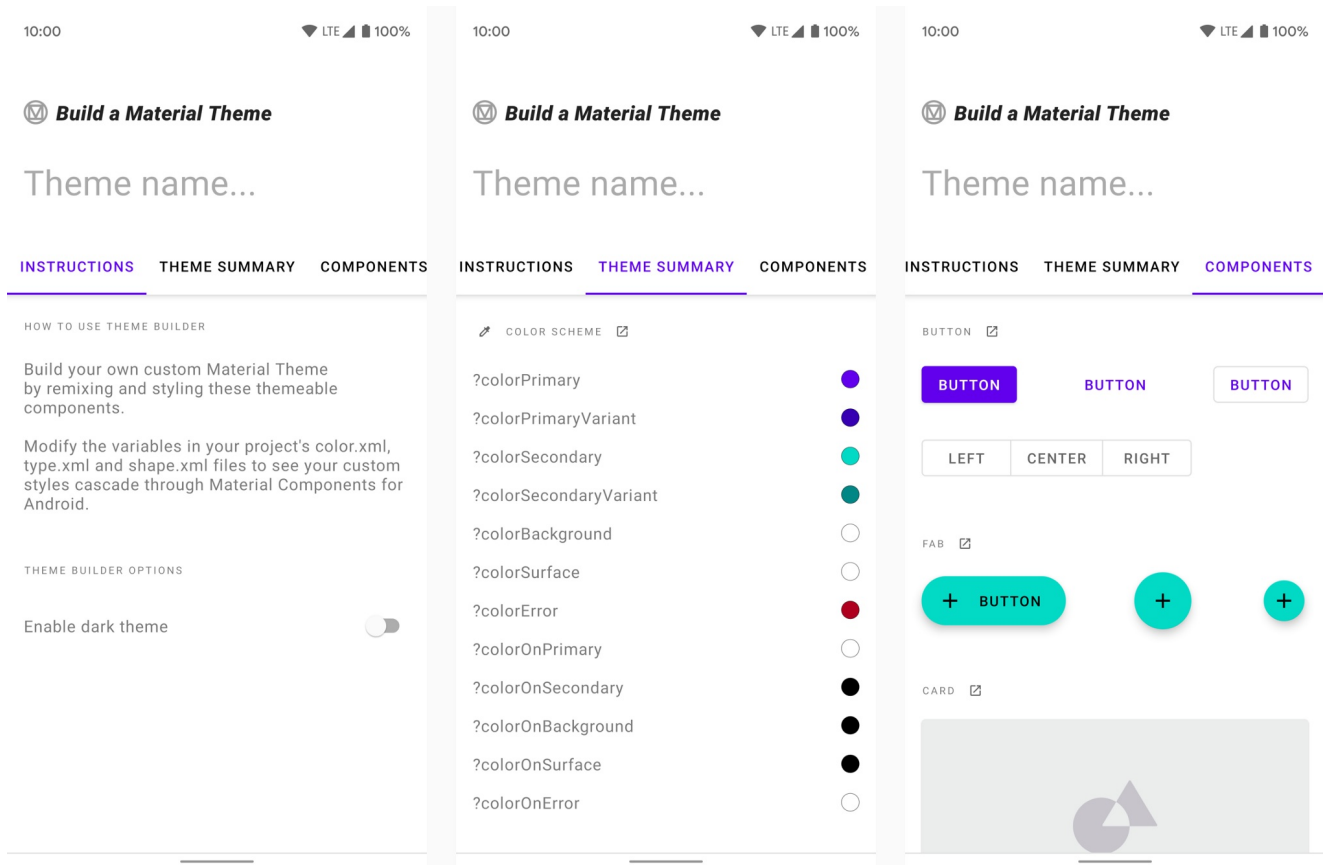 10:00 LTE 100%
Build a Material Theme
Theme name...
INSTRUCTIONS THEME SUMMARY COMPONENTS
HOW TO USE THEME BUILDER
Build your own custom Material Theme
by remixing and styling these themeable
components.
Modify the variables in your project's color.xml,
type.xml and shape.xml files to see your custom
styles cascade through Material Components for
Android.
THEME BUILDER OPTIONS
Enable dark theme
10:00 LTE 100%
Build a Material Theme
Theme name...
INSTRUCTIONS THEME SUMMARY COMPONENTS
COLOR SCHEME
?colorPrimary
?colorPrimaryVariant
?colorSecondary
?colorSecondaryVariant
?colorBackground
?colorSurface
?colorError
?colorOnPrimary
?colorOnSecondary
?colorOnBackground
?colorOnSurface
?colorOnError
10:00 LTE 100%
Build a Material Theme
Theme name...
INSTRUCTIONS THEME SUMMARY COMPONENTS
BUTTON
BUTTON BUTTON BUTTON
LEFT CENTER RIGHT
FAB
+ BUTTON + +
CARD